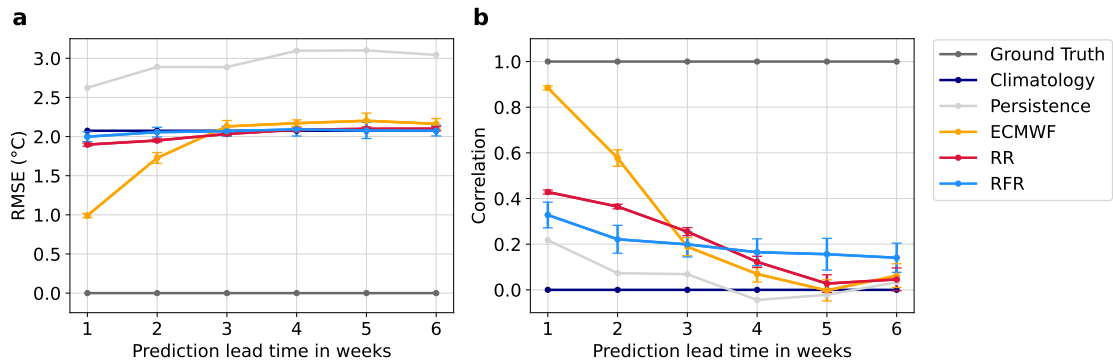 a
RMSE (°C)
3.0
2.5
2.0
1.5
1.0
0.5
0.0
1 2 3 4 5 6
Prediction lead time in weeks
b
Correlation
1.0
0.8
0.6
0.4
0.2
0.0
1 2 3 4 5 6
Prediction lead time in weeks
Ground Truth
Climatology
Persistence
ECMWF
RR
RFR